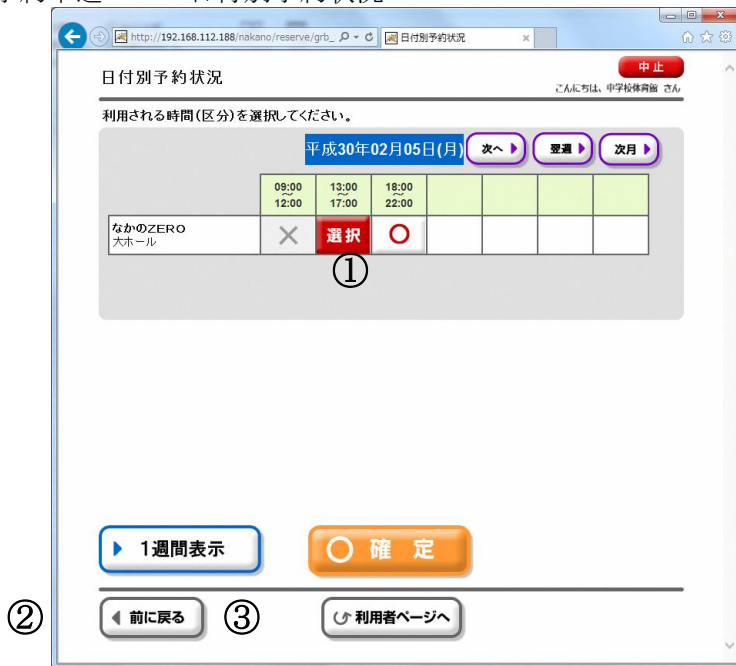 http://192.168.112.188/nakano/reserve/grb_
日付別予約状況
日付別予約状況
中止
こんにちは、中学校体育館 さん
利用される時間(区分)を選択してください。
平成30年02月05日(月) 次へ 翌週 次月
09:00 13:00 18:00
～ ～ ～
12:00 17:00 22:00
なかのZERO
大ホール
× 選択 ○
①
1週間表示 ○ 確 定
② 前に戻る ③ 利用者ページへ